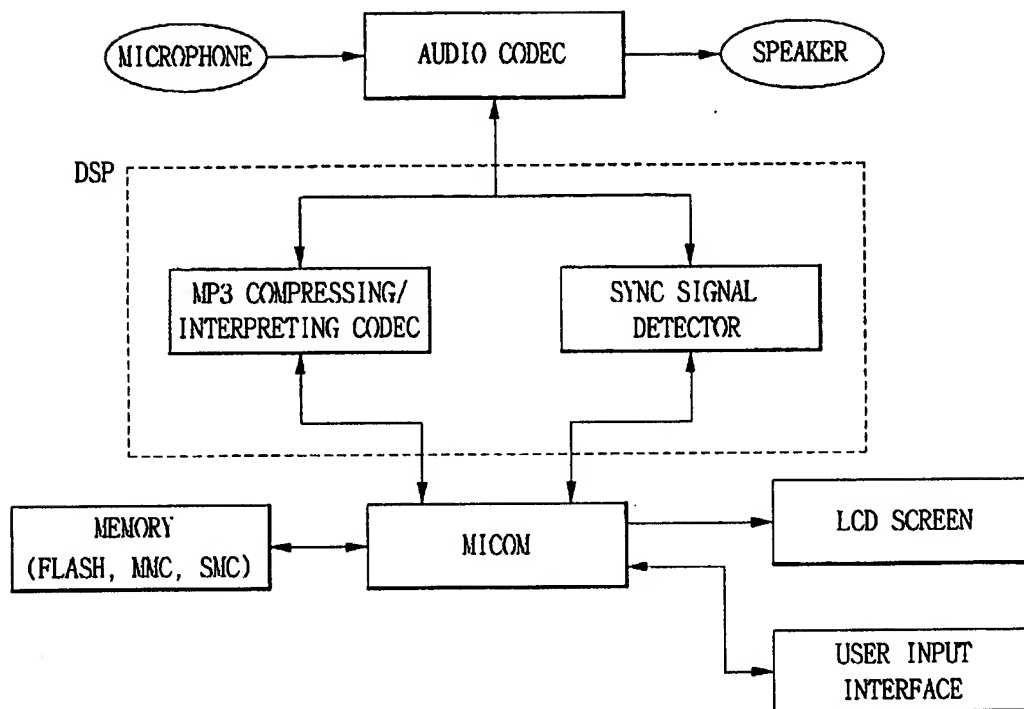 MICROPHONE
AUDIO CODEC
SPEAKER
DSP
MP3 COMPRESSING/
INTERPRETING CODEC
SYNC SIGNAL
DETECTOR
MEMORY
(FLASH, MMC, SMC)
MICOM
LCD SCREEN
USER INPUT
INTERFACE